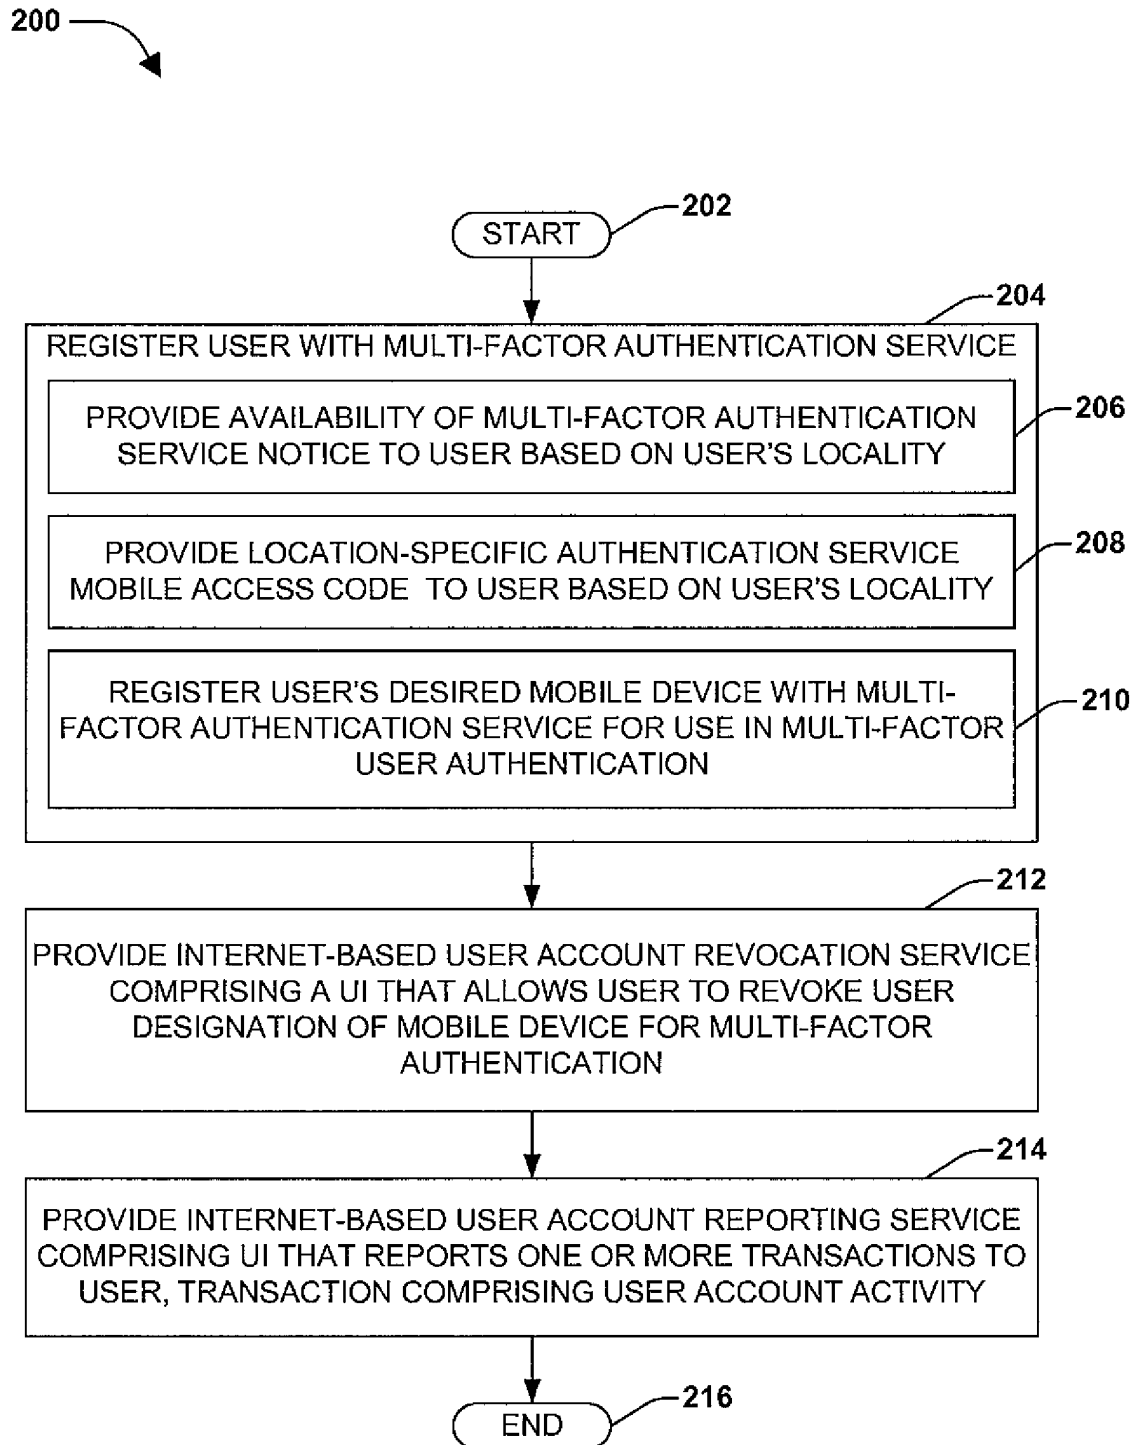 200
202
START
204
REGISTER USER WITH MULTI-FACTOR AUTHENTICATION SERVICE
PROVIDE AVAILABILITY OF MULTI-FACTOR AUTHENTICATION
SERVICE NOTICE TO USER BASED ON USER'S LOCALITY
206
PROVIDE LOCATION-SPECIFIC AUTHENTICATION SERVICE
MOBILE ACCESS CODE TO USER BASED ON USER'S LOCALITY
208
REGISTER USER'S DESIRED MOBILE DEVICE WITH MULTI-
FACTOR AUTHENTICATION SERVICE FOR USE IN MULTI-FACTOR
USER AUTHENTICATION
210
212
PROVIDE INTERNET-BASED USER ACCOUNT REVOCATION SERVICE
COMPRISING A UI THAT ALLOWS USER TO REVOKE USER
DESIGNATION OF MOBILE DEVICE FOR MULTI-FACTOR
AUTHENTICATION
214
PROVIDE INTERNET-BASED USER ACCOUNT REPORTING SERVICE
COMPRISING UI THAT REPORTS ONE OR MORE TRANSACTIONS TO
USER, TRANSACTION COMPRISING USER ACCOUNT ACTIVITY
216
END